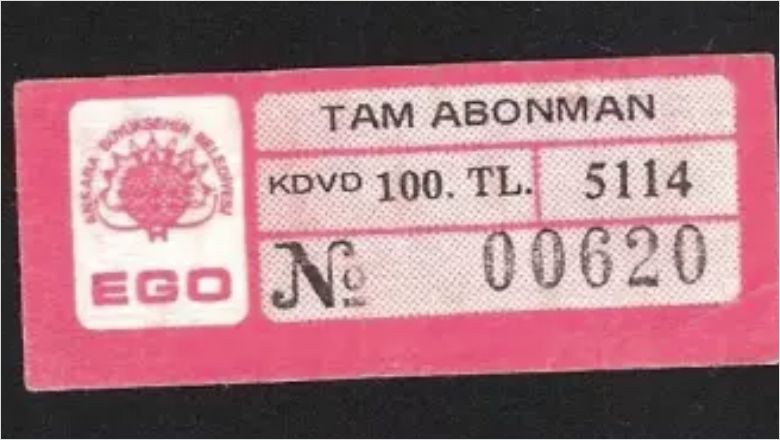 ANKARA BÜYÜKŞEHİR BELEDİYESİ
EGO
TAM ABONMAN
KDVD 100. TL.
5114
№ 00620